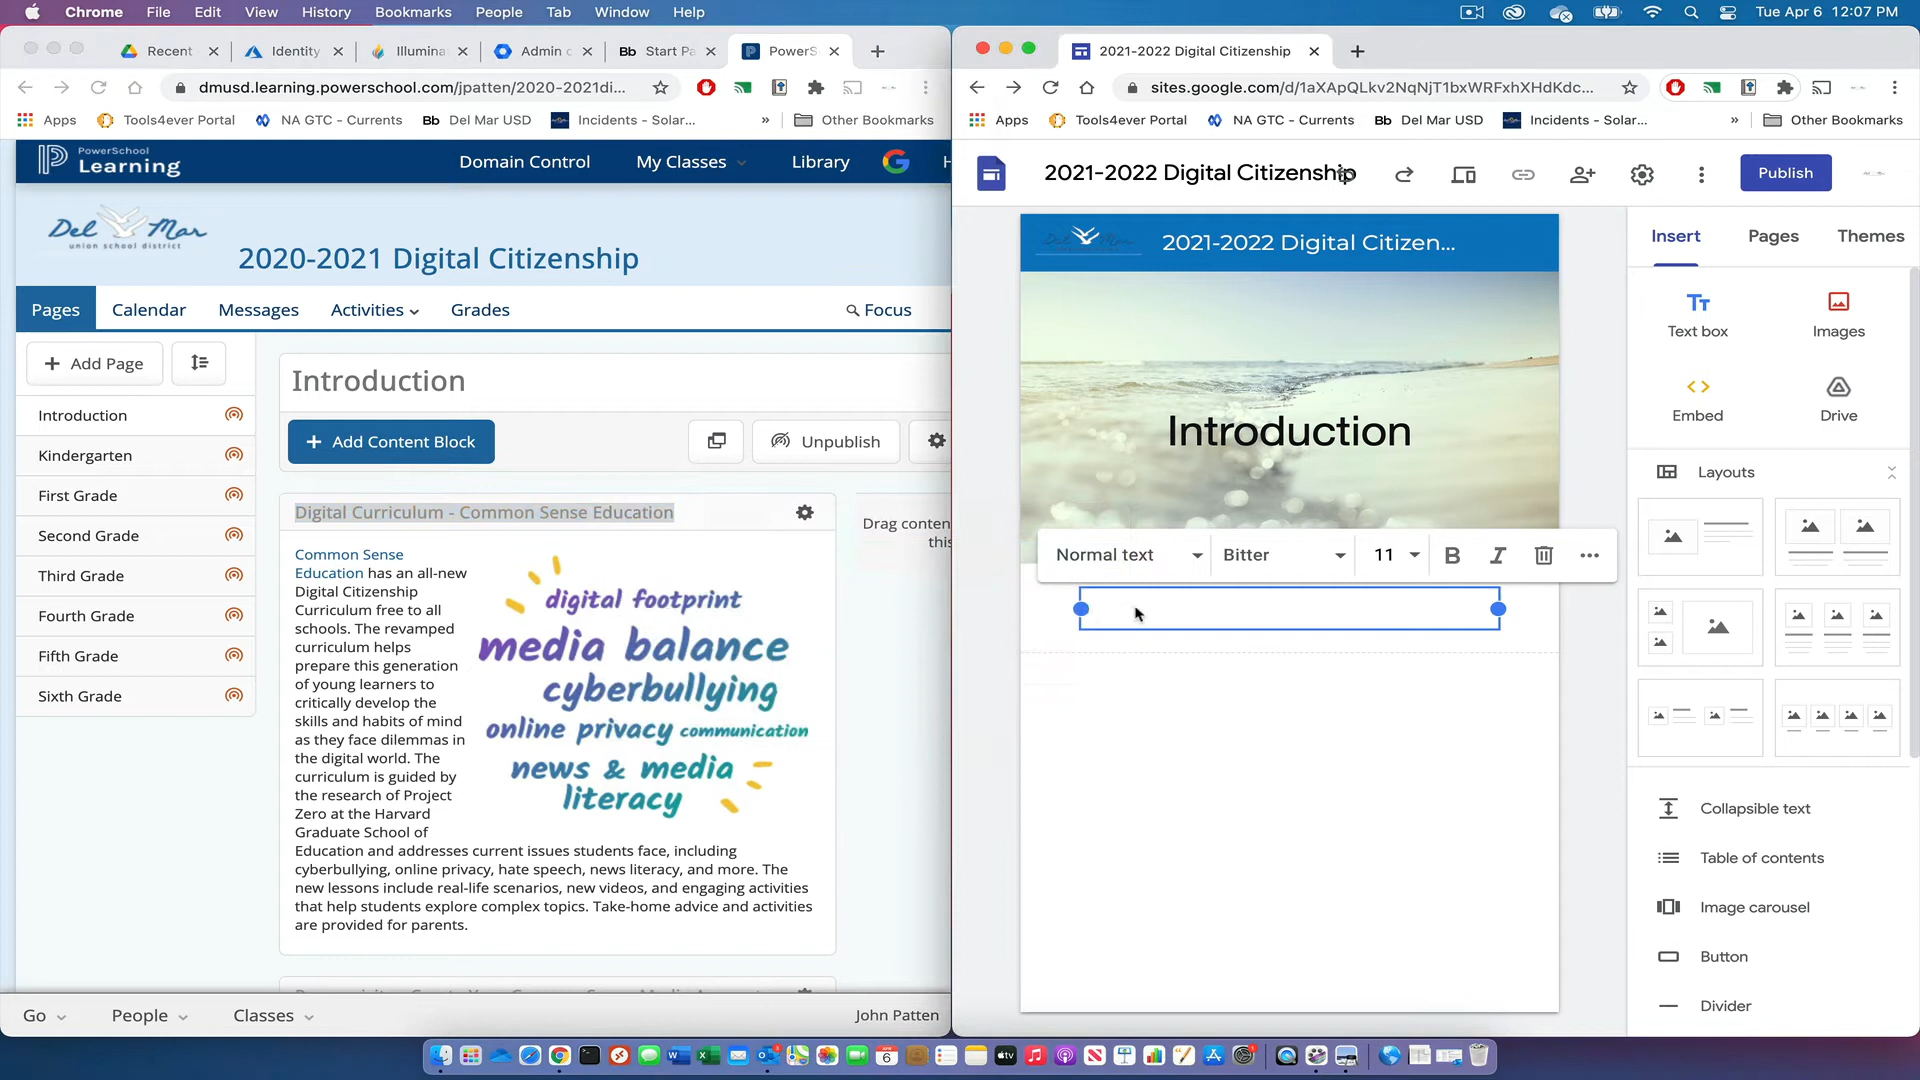 Chrome File Edit View History Bookmarks People Tab Window Help
Tue Apr 6 12:07 PM
Recent
Identity
Illumina
Admin
Bb Start Pa
PowerS
dmusd.learning.powerschool.com/jpatten/2020-2021di...
Apps Tools4ever Portal NA GTC - Currents Bb Del Mar USD Incidents - Solar... » Other Bookmarks
PowerSchool
Learning
Domain Control My Classes Library
Del Mar
union school district
2020-2021 Digital Citizenship
Pages Calendar Messages Activities Grades Focus
+ Add Page
Introduction
Kindergarten
First Grade
Second Grade
Third Grade
Fourth Grade
Fifth Grade
Sixth Grade
Introduction
+ Add Content Block
Unpublish
Digital Curriculum - Common Sense Education
Common Sense
Education has an all-new
Digital Citizenship
Curriculum free to all
schools. The revamped
curriculum helps
prepare this generation
of young learners to
critically develop the
skills and habits of mind
as they face dilemmas in
the digital world. The
curriculum is guided by
the research of Project
Zero at the Harvard
Graduate School of
Education and addresses current issues students face, including
cyberbullying, online privacy, hate speech, news literacy, and more. The
new lessons include real-life scenarios, new videos, and engaging activities
that help students explore complex topics. Take-home advice and activities
are provided for parents.
digital footprint
media balance
cyberbullying
online privacy communication
news & media
literacy
Drag conten
this
Go People Classes
John Patten
2021-2022 Digital Citizenship
sites.google.com/d/1aXApQLkv2NqNjT1bxWRFxhXHdKdc...
Apps Tools4ever Portal NA GTC - Currents Bb Del Mar USD Incidents - Solar... » Other Bookmarks
2021-2022 Digital Citizenship
Publish
2021-2022 Digital Citizen...
Introduction
Normal text Bitter 11 B I
Insert Pages Themes
Text box Images
Embed Drive
Layouts
Collapsible text
Table of contents
Image carousel
Button
Divider